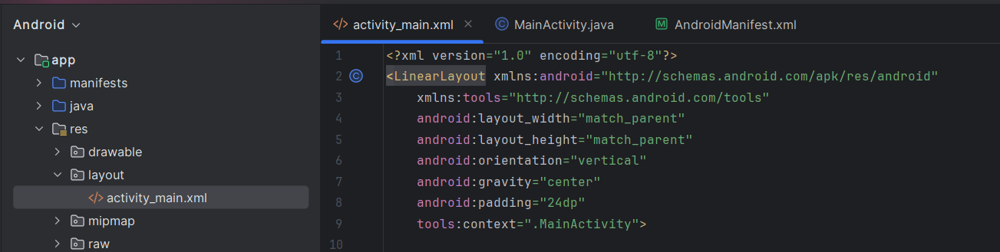 Android
app
manifests
java
res
drawable
layout
activity_main.xml
mipmap
raw
activity_main.xml MainActivity.java AndroidManifest.xml
1 <?xml version="1.0" encoding="utf-8"?>
2 <LinearLayout xmlns:android="http://schemas.android.com/apk/res/android"
3 xmlns:tools="http://schemas.android.com/tools"
4 android:layout_width="match_parent"
5 android:layout_height="match_parent"
6 android:orientation="vertical"
7 android:gravity="center"
8 android:padding="24dp"
9 tools:context=".MainActivity">
10